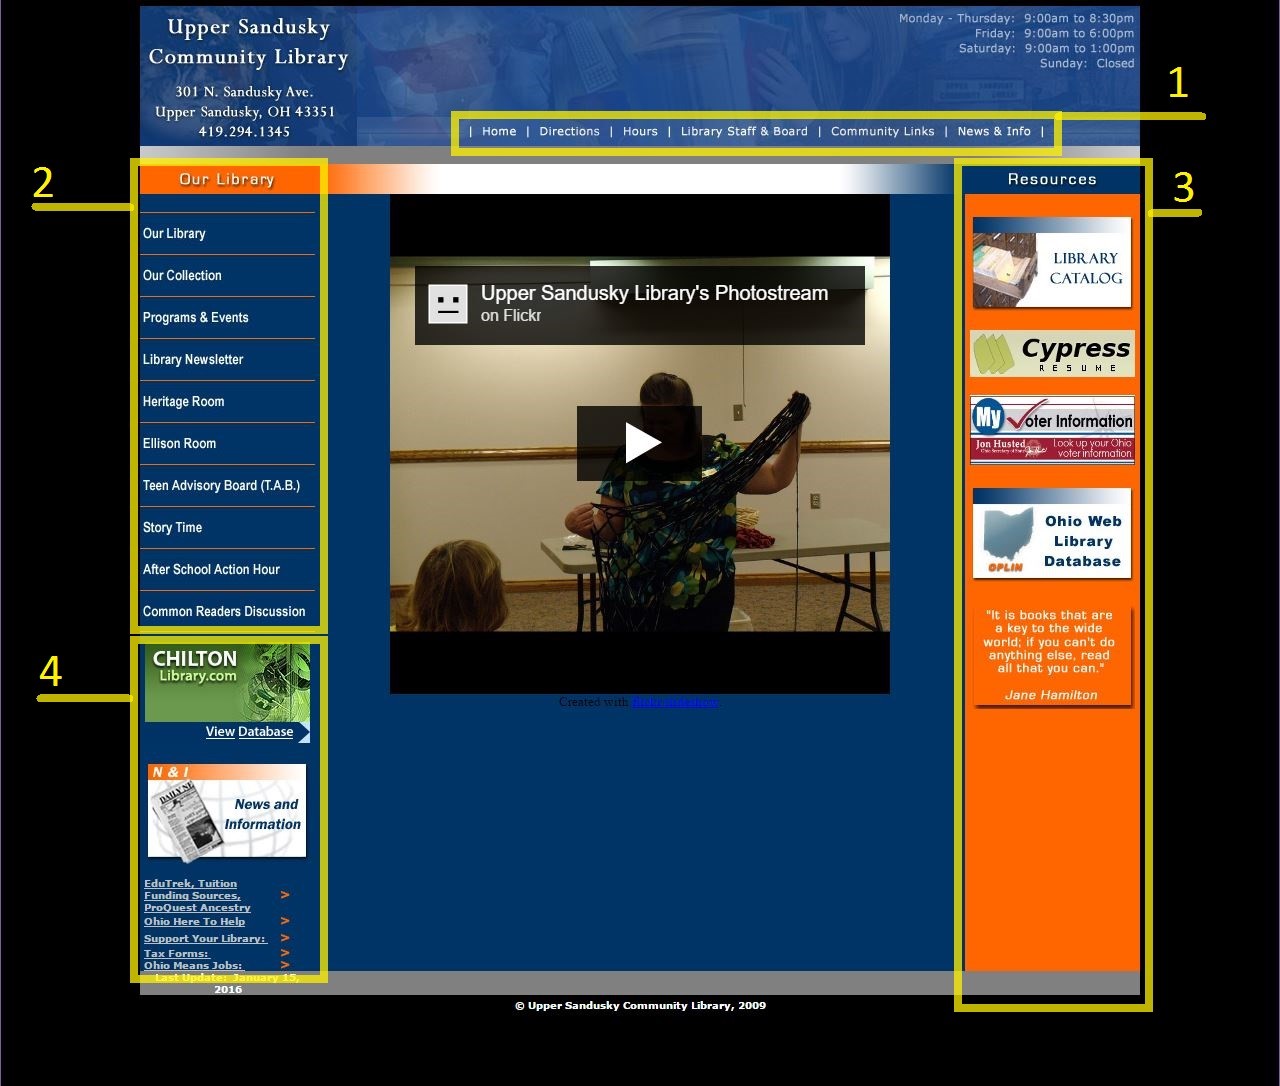 Upper Sandusky
Community Library
301 N. Sandusky Ave.
Upper Sandusky, OH 43351
419.294.1345
Monday - Thursday: 9:00am to 8:30pm
Friday: 9:00am to 6:00pm
Saturday: 9:00am to 1:00pm
Sunday: Closed
1
| Home | Directions | Hours | Library Staff & Board | Community Links | News & Info |
2
Our Library
Our Library
Our Collection
Programs & Events
Library Newsletter
Heritage Room
Ellison Room
Teen Advisory Board (T.A.B.)
Story Time
After School Action Hour
Common Readers Discussion
4
CHILTON
Library.com
View Database
N & I
DAILY NE
News and
Information
EduTrek, Tuition
Funding Sources, >
ProQuest Ancestry
Ohio Here To Help >
Support Your Library: >
Tax Forms: >
Ohio Means Jobs: >
Last Update: January 15,
2016
Upper Sandusky Library's Photostream
on Flickr
Created with flickr slideshow.
3
Resources
LIBRARY
CATALOG
Cypress
RESUME
My Voter Information
Jon Husted
Ohio Secretary of State
Look up your Ohio
voter information
OPLIN
Ohio Web
Library
Database
"It is books that are
a key to the wide
world; if you can't do
anything else, read
all that you can."
Jane Hamilton
© Upper Sandusky Community Library, 2009